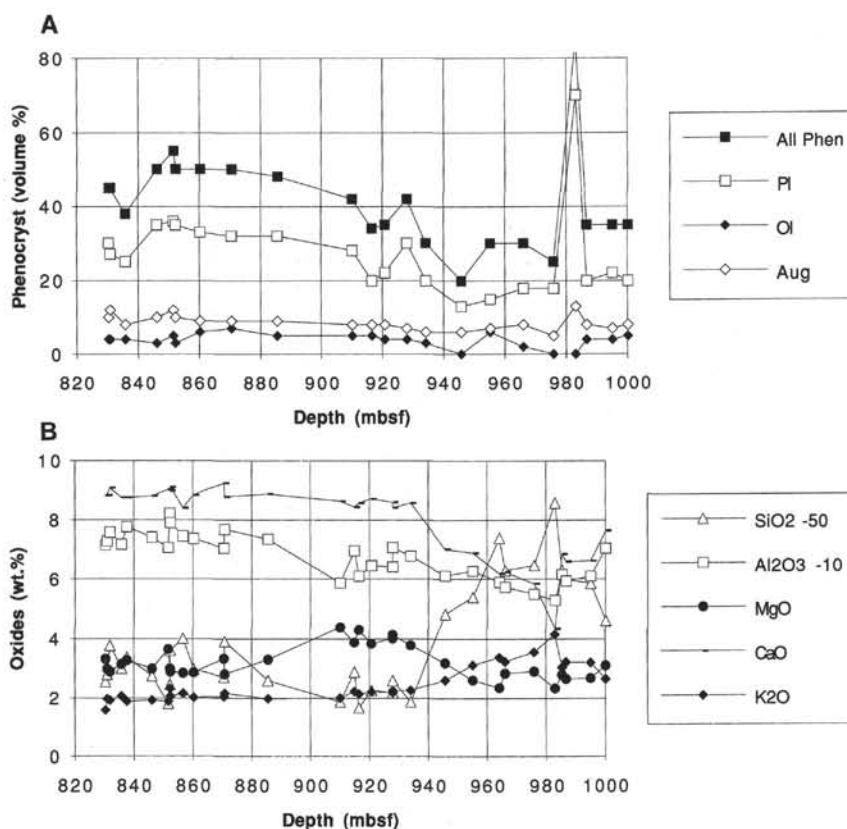 A
80
60
40
20
0
Phenocryst (volume %)
820 840 860 880 900 920 940 960 980 1000
Depth (mbsf)
All Phen
Pl
Ol
Aug
B
10
8
6
4
2
0
Oxides (wt.%)
820 840 860 880 900 920 940 960 980 1000
Depth (mbsf)
SiO2 -50
Al2O3 -10
MgO
CaO
K2O